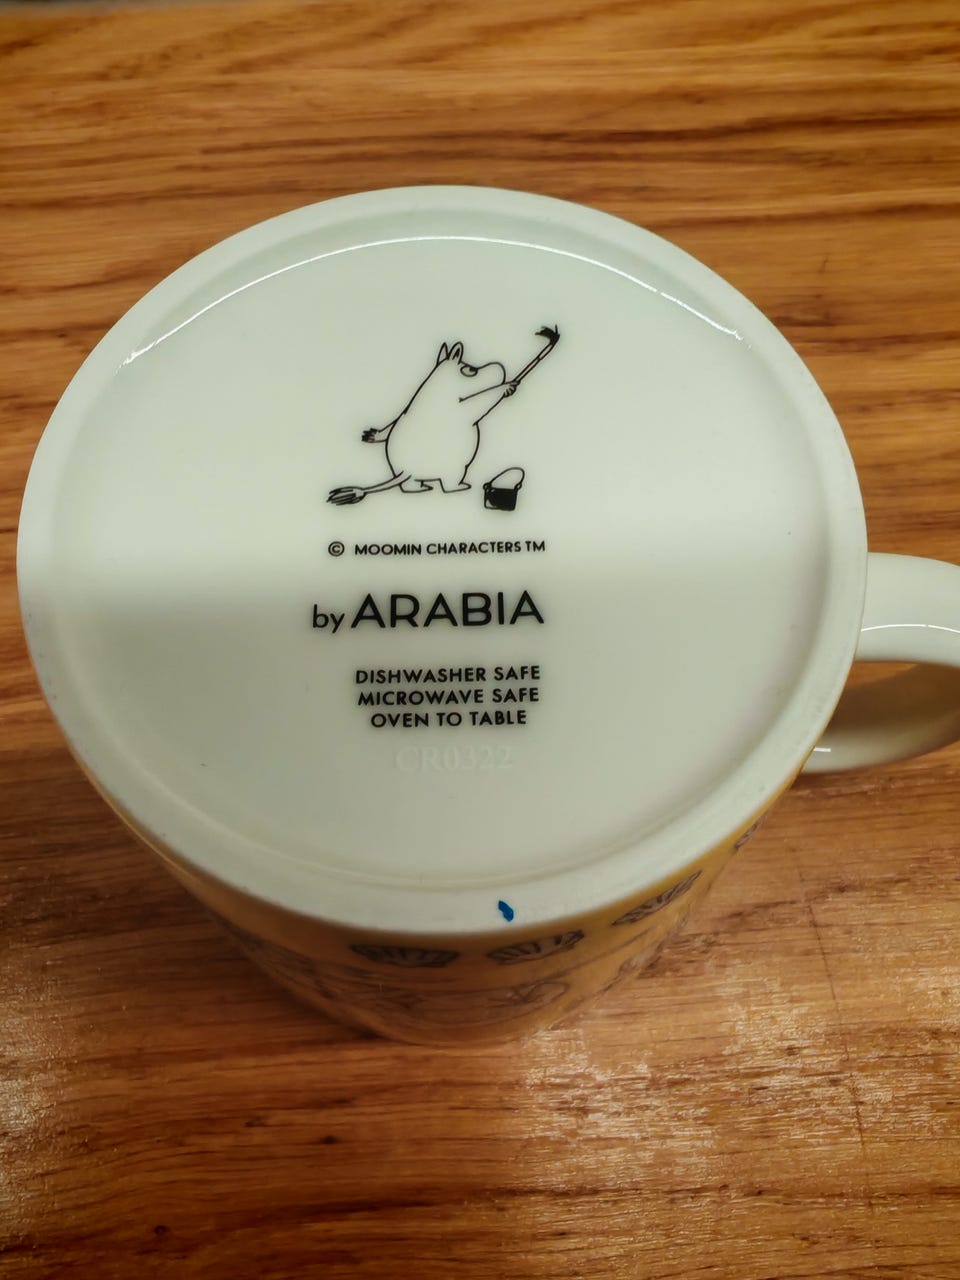 © MOOMIN CHARACTERS TM
by ARABIA
DISHWASHER SAFE
MICROWAVE SAFE
OVEN TO TABLE
CR0322